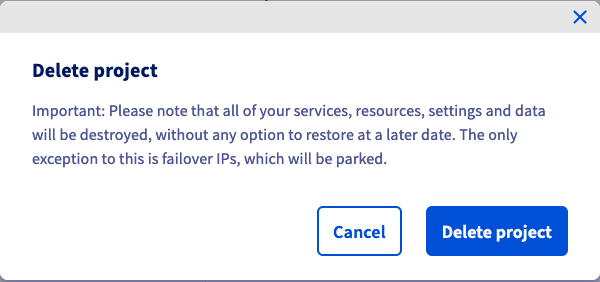 Delete project
Important: Please note that all of your services, resources, settings and data
will be destroyed, without any option to restore at a later date. The only
exception to this is failover IPs, which will be parked.
Cancel
Delete project